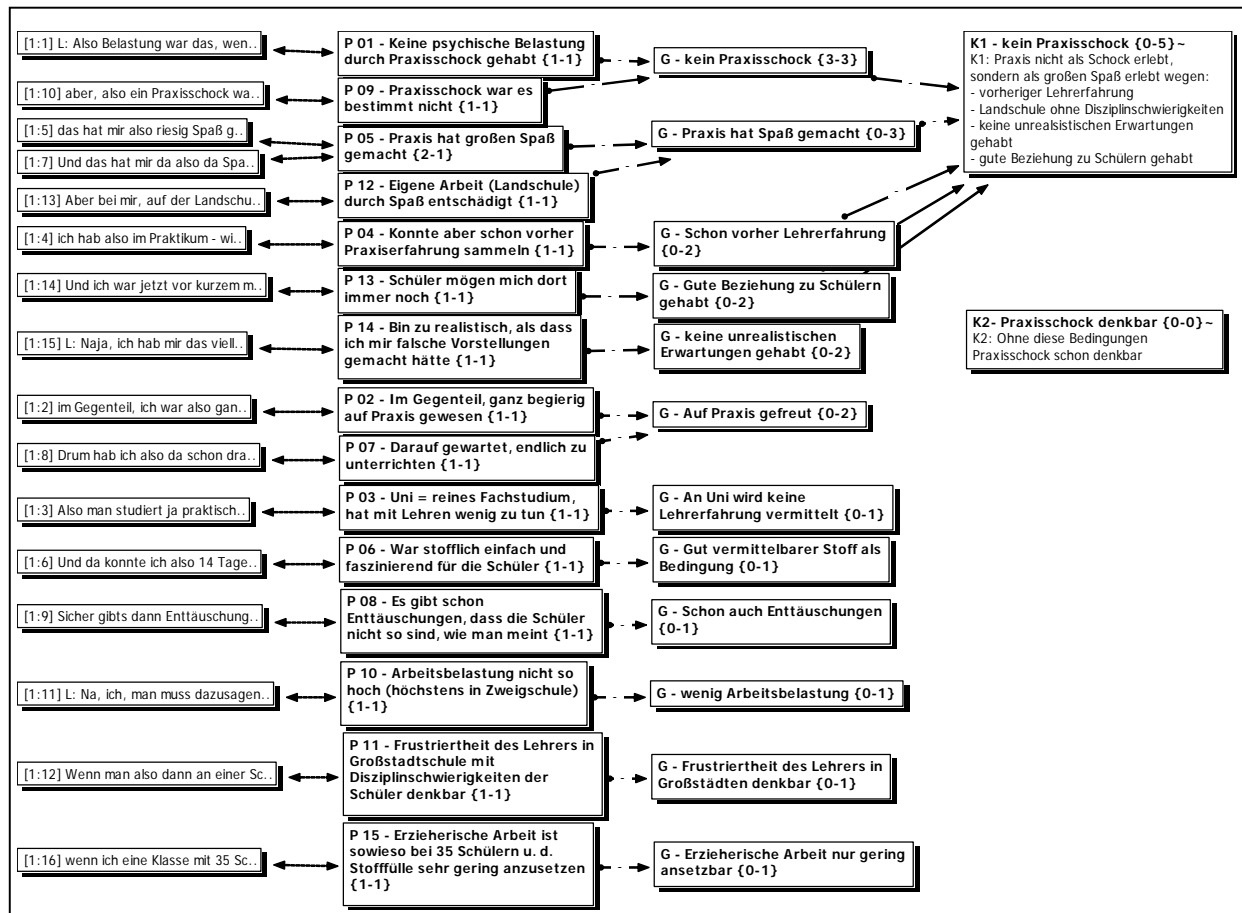 [1:1] L: Also Belastung war das, wen..
P 01 - Keine psychische Belastung
durch Praxisschock gehabt {1-1}
G - kein Praxisschock {3-3}
K1 - kein Praxisschock {0-5}~
K1: Praxis nicht als Schock erlebt,
sondern als großen Spaß erlebt wegen:
- vorheriger Lehrerfahrung
- Landschule ohne Disziplinschwierigkeiten
- keine unrealsistischen Erwartungen
gehabt
- gute Beziehung zu Schülern gehabt
[1:10] aber, also ein Praxisschock wa..
P 09 - Praxisschock war es
bestimmt nicht {1-1}
[1:5] das hat mir also riesig Spaß g..
[1:7] Und das hat mir da also da Spa..
P 05 - Praxis hat großen Spaß
gemacht {2-1}
G - Praxis hat Spaß gemacht {0-3}
[1:13] Aber bei mir, auf der Landschu..
P 12 - Eigene Arbeit (Landschule)
durch Spaß entschädigt {1-1}
[1:4] ich hab also im Praktikum - wi..
P 04 - Konnte aber schon vorher
Praxiserfahrung sammeln {1-1}
G - Schon vorher Lehrerfahrung
{0-2}
[1:14] Und ich war jetzt vor kurzem m..
P 13 - Schüler mögen mich dort
immer noch {1-1}
G - Gute Beziehung zu Schülern
gehabt {0-2}
[1:15] L: Naja, ich hab mir das viell..
P 14 - Bin zu realistisch, als dass
ich mir falsche Vorstellungen
gemacht hätte {1-1}
G - keine unrealistischen
Erwartungen gehabt {0-2}
K2- Praxisschock denkbar {0-0}~
K2: Ohne diese Bedingungen
Praxisschock schon denkbar
[1:2] im Gegenteil, ich war also gan..
P 02 - Im Gegenteil, ganz begierig
auf Praxis gewesen {1-1}
G - Auf Praxis gefreut {0-2}
[1:8] Drum hab ich also da schon dra..
P 07 - Darauf gewartet, endlich zu
unterrichten {1-1}
[1:3] Also man studiert ja praktisch..
P 03 - Uni = reines Fachstudium,
hat mit Lehren wenig zu tun {1-1}
G - An Uni wird keine
Lehrerfahrung vermittelt {0-1}
[1:6] Und da konnte ich also 14 Tage..
P 06 - War stofflich einfach und
faszinierend für die Schüler {1-1}
G - Gut vermittelbarer Stoff als
Bedingung {0-1}
[1:9] Sicher gibts dann Enttäuschung..
P 08 - Es gibt schon
Enttäuschungen, dass die Schüler
nicht so sind, wie man meint {1-1}
G - Schon auch Enttäuschungen
{0-1}
[1:11] L: Na, ich, man muss dazusagen..
P 10 - Arbeitsbelastung nicht so
hoch (höchstens in Zweigschule)
{1-1}
G - wenig Arbeitsbelastung {0-1}
[1:12] Wenn man also dann an einer Sc..
P 11 - Frustriertheit des Lehrers in
Großstadtschule mit
Disziplinschwierigkeiten der
Schüler denkbar {1-1}
G - Frustriertheit des Lehrers in
Großstädten denkbar {0-1}
[1:16] wenn ich eine Klasse mit 35 Sc..
P 15 - Erzieherische Arbeit ist
sowieso bei 35 Schülern u. d.
Stofffülle sehr gering anzusetzen
{1-1}
G - Erzieherische Arbeit nur gering
ansetzbar {0-1}